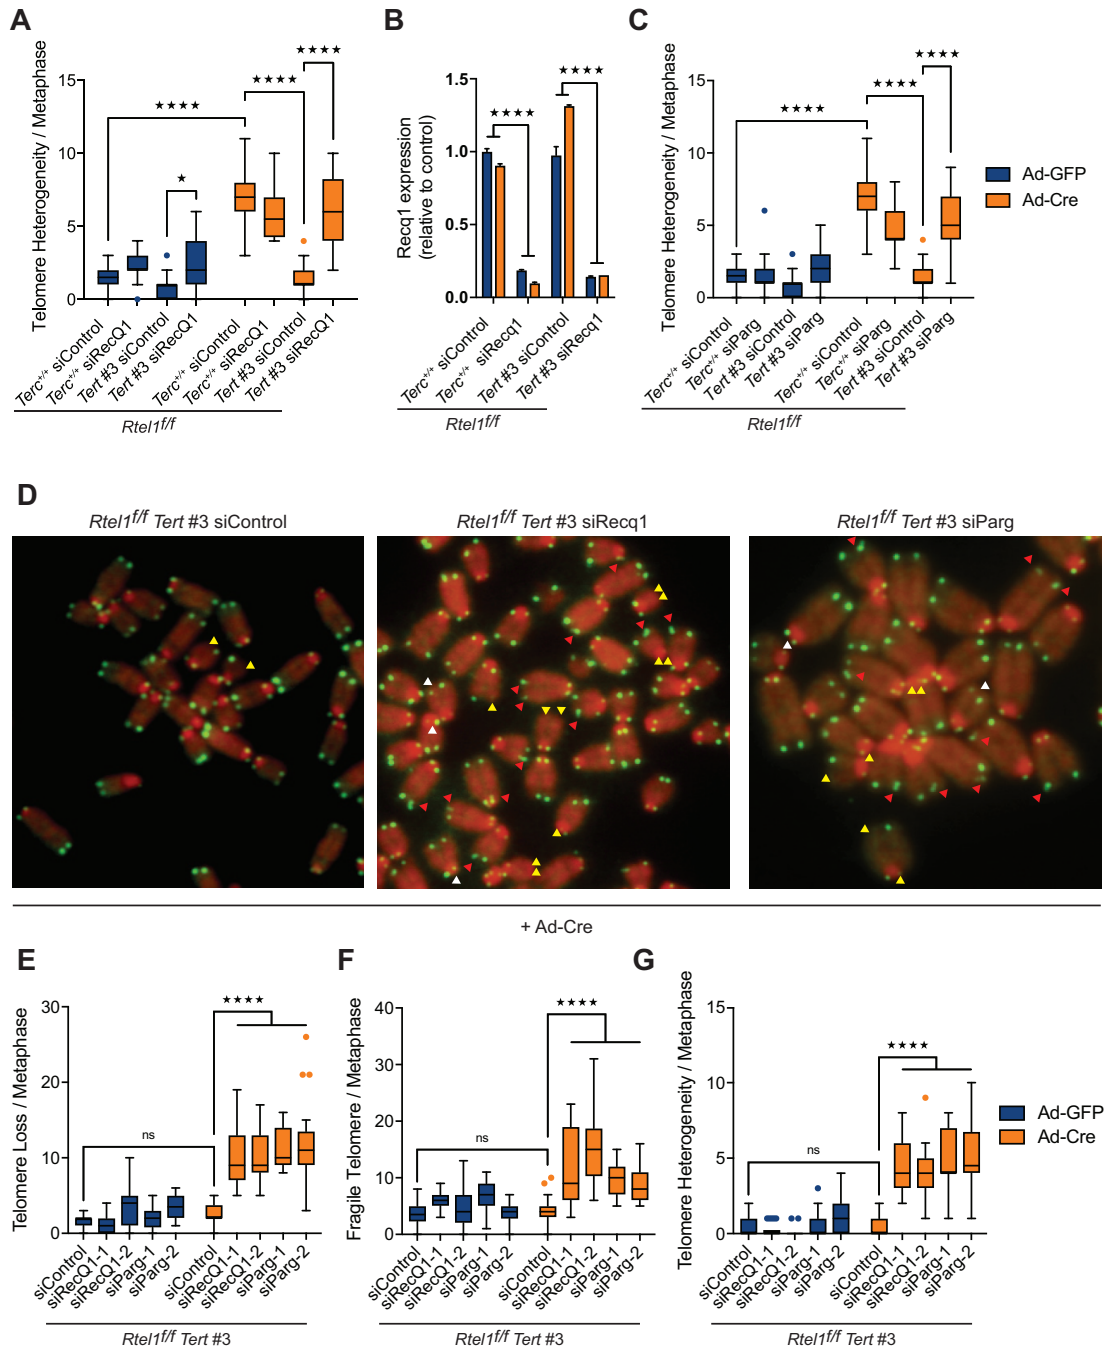 A
Telomere Heterogeneity / Metaphase
15
10
5
0
★★★★
★
★★★★
★★★★
Terc+/+ siControl
Terc+/+ siRecQ1
Tert #3 siControl
Tert #3 siRecQ1
Terc+/+ siControl
Terc+/+ siRecQ1
Tert #3 siControl
Tert #3 siRecQ1
Rtel1f/f
B
Recq1 expression
(relative to control)
1.5
1.0
0.5
0.0
★★★★
★★★★
Terc+/+ siControl
Terc+/+ siRecq1
Tert #3 siControl
Tert #3 siRecq1
Rtel1f/f
C
Telomere Heterogeneity / Metaphase
15
10
5
0
★★★★
★★★★
★★★★
Terc+/+ siControl
Terc+/+ siParg
Tert #3 siControl
Tert #3 siParg
Terc+/+ siControl
Terc+/+ siParg
Tert #3 siControl
Tert #3 siParg
Rtel1f/f
Ad-GFP
Ad-Cre
D
Rtel1f/f Tert #3 siControl
Rtel1f/f Tert #3 siRecq1
Rtel1f/f Tert #3 siParg
+ Ad-Cre
E
Telomere Loss / Metaphase
30
20
10
0
ns
★★★★
siControl
siRecQ1-1
siRecQ1-2
siParg-1
siParg-2
siControl
siRecQ1-1
siRecQ1-2
siParg-1
siParg-2
Rtel1f/f Tert #3
F
Fragile Telomere / Metaphase
40
30
20
10
0
ns
★★★★
siControl
siRecQ1-1
siRecQ1-2
siParg-1
siParg-2
siControl
siRecQ1-1
siRecQ1-2
siParg-1
siParg-2
Rtel1f/f Tert #3
G
Telomere Heterogeneity / Metaphase
15
10
5
0
ns
★★★★
siControl
siRecQ1-1
siRecQ1-2
siParg-1
siParg-2
siControl
siRecQ1-1
siRecQ1-2
siParg-1
siParg-2
Rtel1f/f Tert #3
Ad-GFP
Ad-Cre